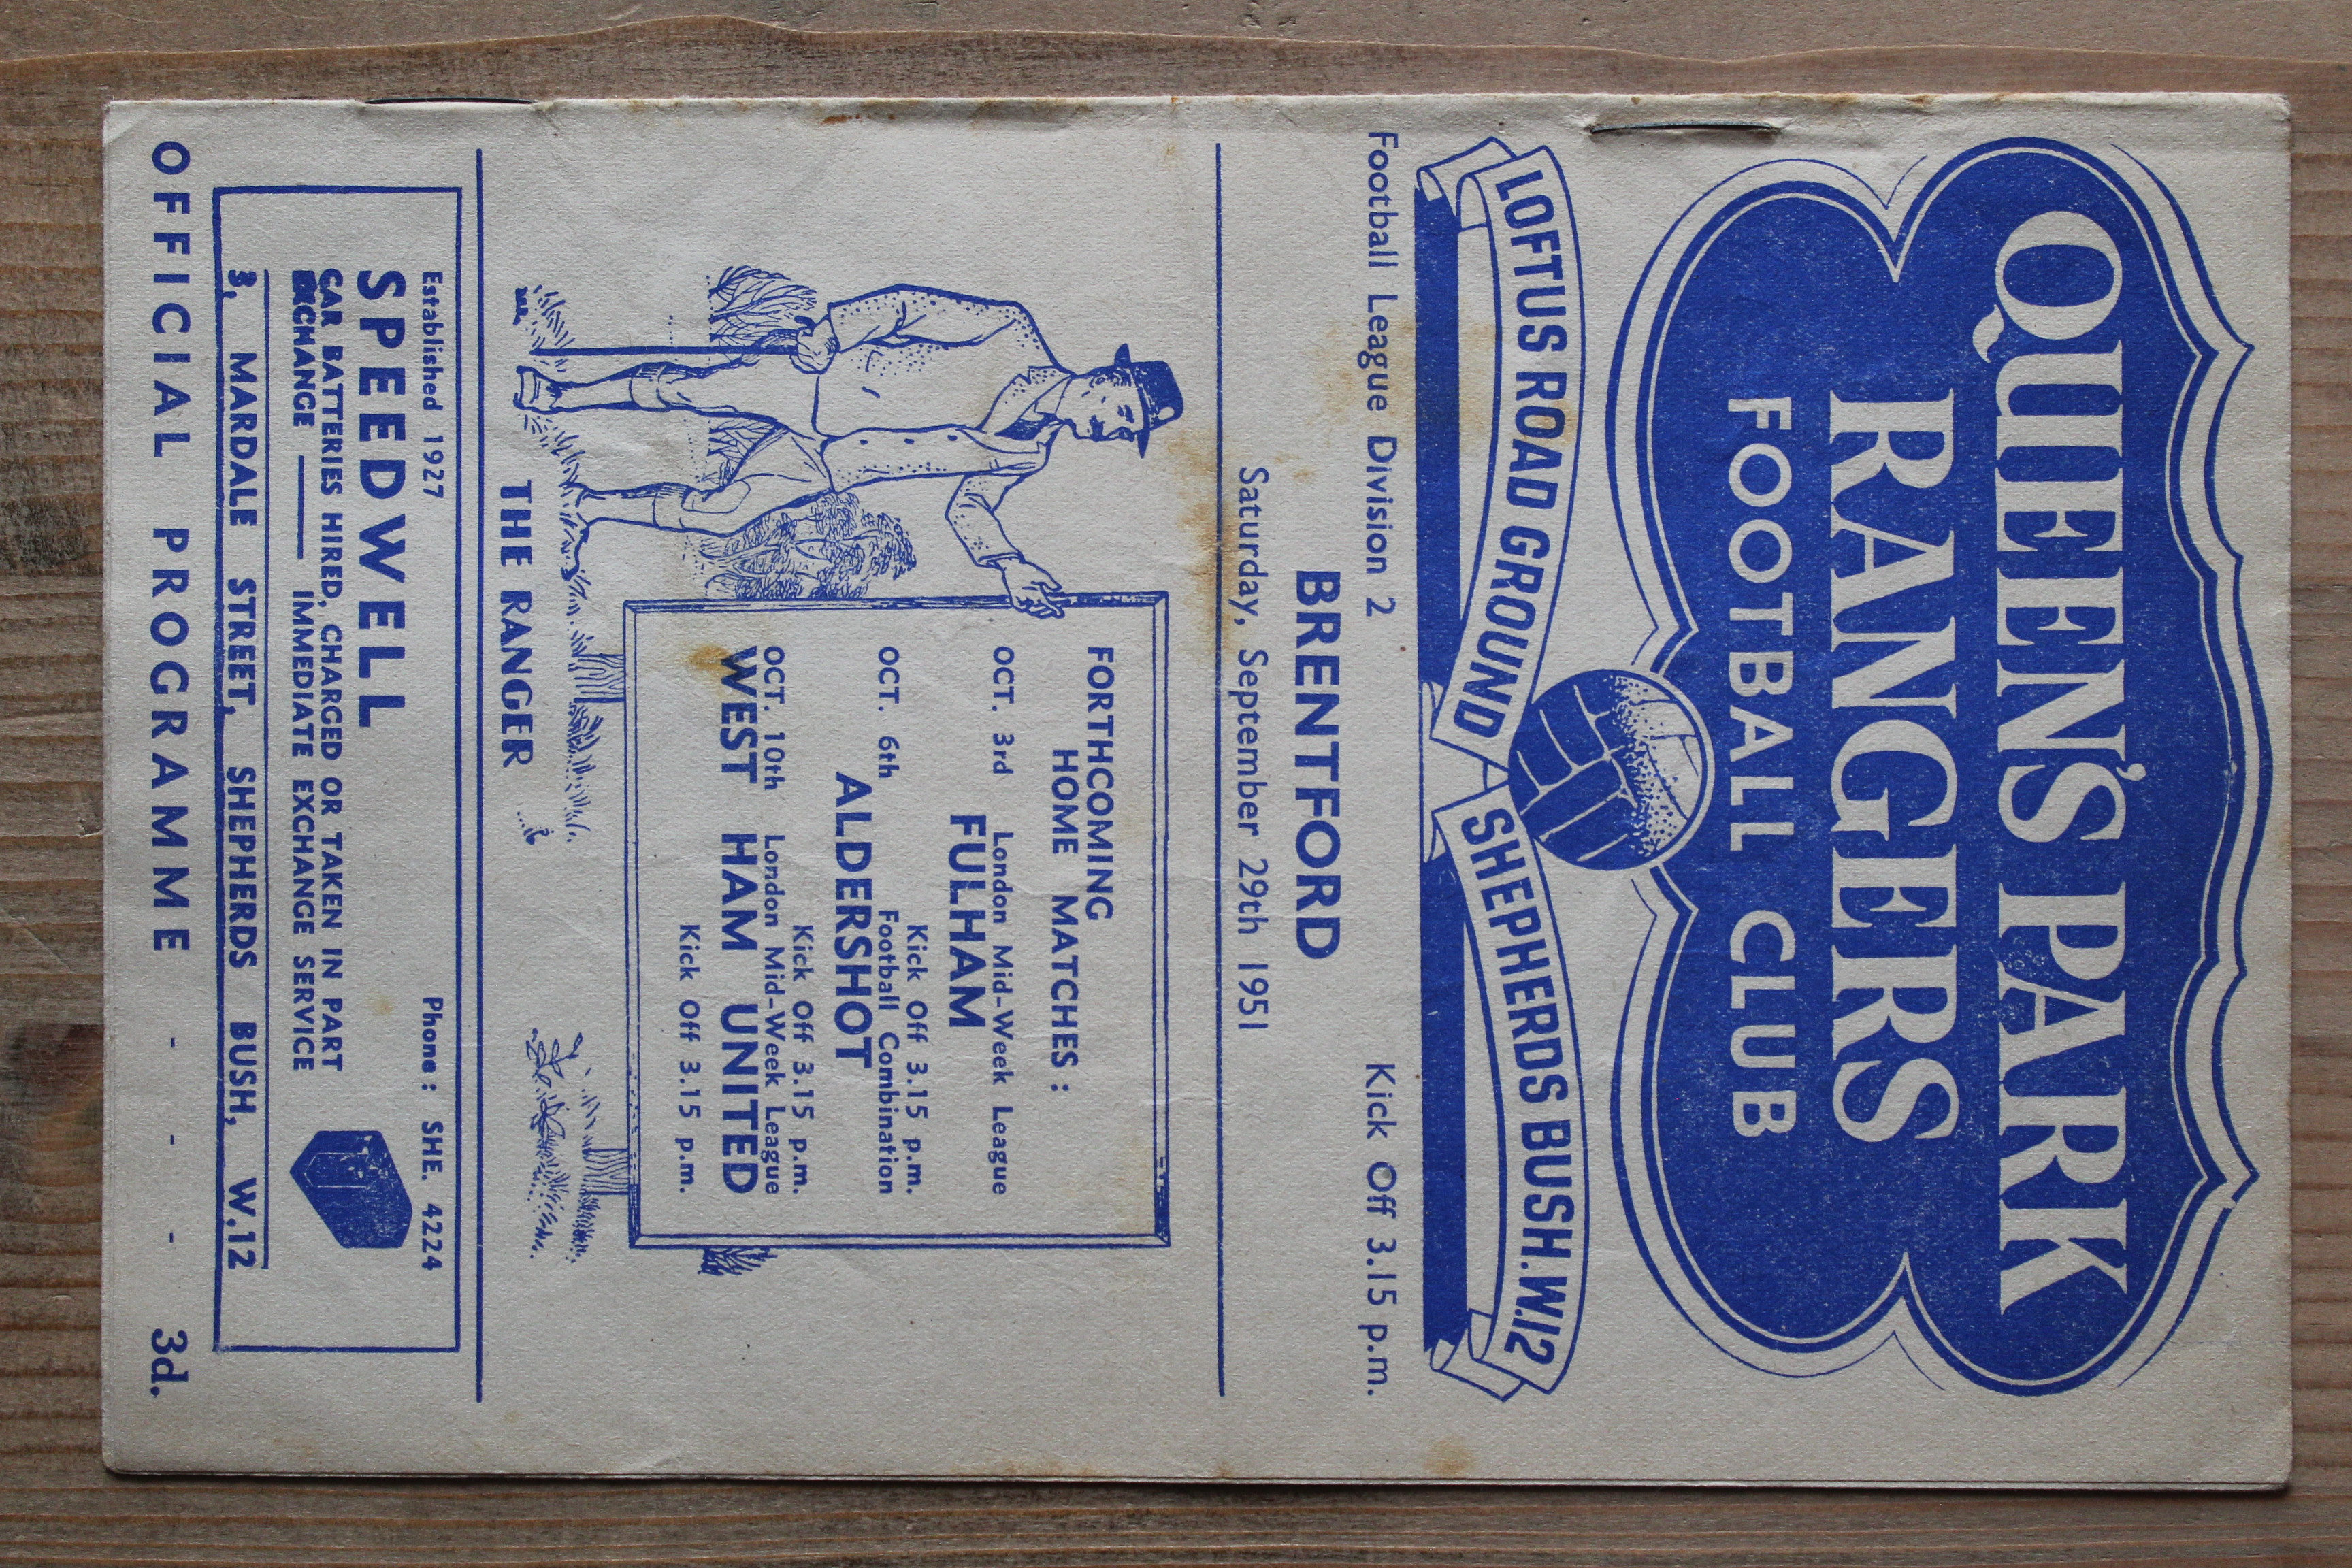 QUEEN'S PARK
RANGERS
FOOTBALL CLUB
LOFTUS ROAD GROUND
SHEPHERDS BUSH.W.12
Football League Division 2
Kick Off 3.15 p.m.
BRENTFORD
Saturday, September 29th 1951
FORTHCOMING
HOME MATCHES :
OCT. 3rd London Mid-Week League
FULHAM
Kick Off 3.15 p.m.
OCT. 6th Football Combination
ALDERSHOT
Kick Off 3.15 p.m.
OCT. 10th London Mid-Week League
WEST HAM UNITED
Kick Off 3.15 p.m.
THE RANGER
Established 1927 Phone : SHE. 4224
SPEEDWELL
CAR BATTERIES HIRED, CHARGED OR TAKEN IN PART
EXCHANGE —— IMMEDIATE EXCHANGE SERVICE
3, MARDALE STREET, SHEPHERDS BUSH, W.12
OFFICIAL PROGRAMME - - - 3d.